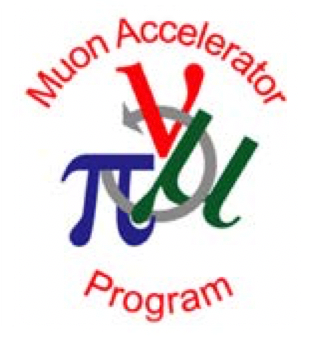 Muon Accelerator
ν
π μ
Program